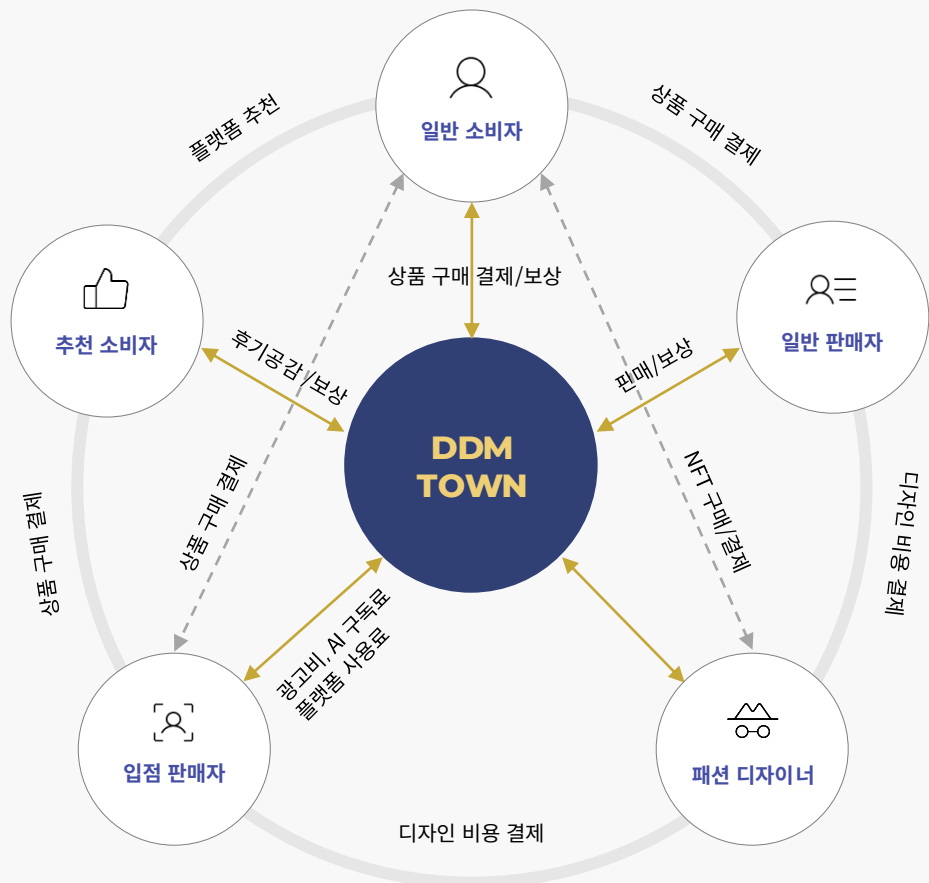 일반 소비자
플랫폼 추천
상품 구매 결제
추천 소비자
상품 구매 결제/보상
일반 판매자
후기공감/보상
판매/보상
DDM
TOWN
상품 구매 결제
상품 구매 결제
NFT 구매/결제
디자인 비용 결제
광고비, AI 구독료
플랫폼 사용료
입점 판매자
패션 디자이너
디자인 비용 결제